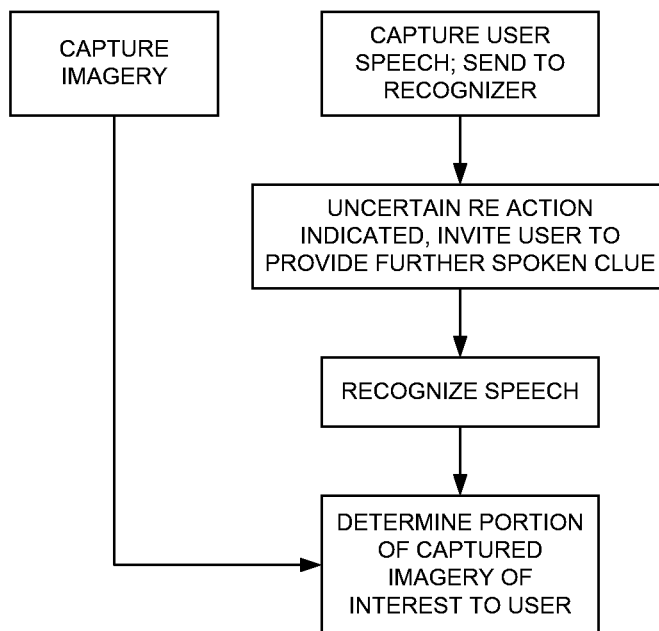 CAPTURE
IMAGERY
CAPTURE USER
SPEECH; SEND TO
RECOGNIZER
UNCERTAIN RE ACTION
INDICATED, INVITE USER TO
PROVIDE FURTHER SPOKEN CLUE
RECOGNIZE SPEECH
DETERMINE PORTION
OF CAPTURED
IMAGERY OF
INTEREST TO USER